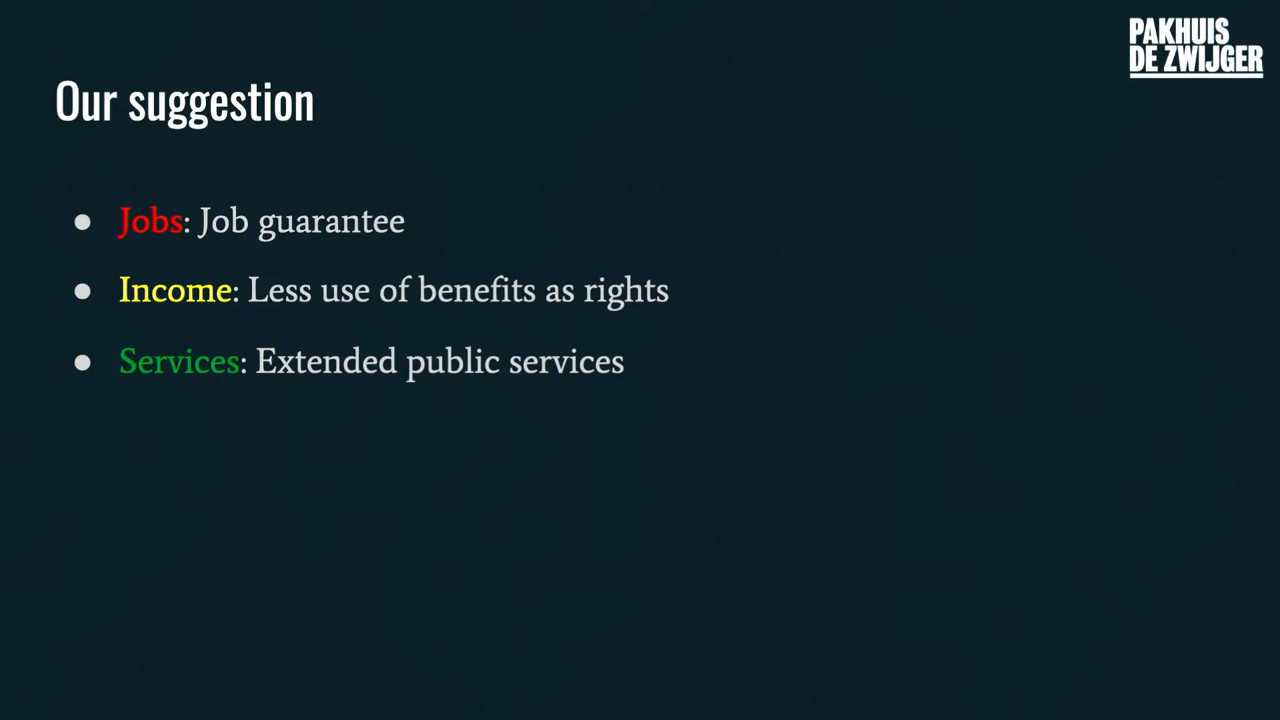 PAKHUIS
DE ZWIJGER
Our suggestion
● Jobs: Job guarantee
● Income: Less use of benefits as rights
● Services: Extended public services